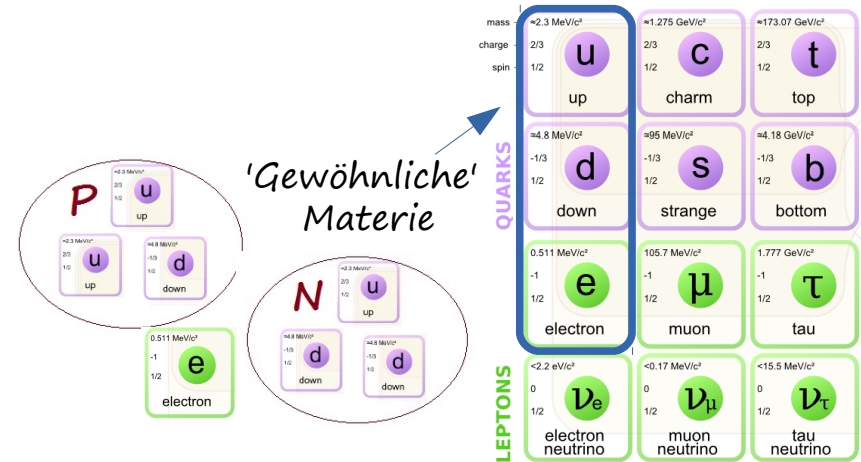 mass
charge
spin
≈2.3 MeV/c²
2/3
1/2
u
up
≈1.275 GeV/c²
2/3
1/2
c
charm
≈173.07 GeV/c²
2/3
1/2
t
top
QUARKS
≈4.8 MeV/c²
-1/3
1/2
d
down
≈95 MeV/c²
-1/3
1/2
s
strange
≈4.18 GeV/c²
-1/3
1/2
b
bottom
0.511 MeV/c²
-1
1/2
e
electron
105.7 MeV/c²
-1
1/2
μ
muon
1.777 GeV/c²
-1
1/2
τ
tau
LEPTONS
<2.2 eV/c²
0
1/2
νe
electron
neutrino
<0.17 MeV/c²
0
1/2
νμ
muon
neutrino
<15.5 MeV/c²
0
1/2
ντ
tau
neutrino
'Gewöhnliche'
Materie
P
≈2.3 MeV/c²
2/3
1/2
u
up
≈2.3 MeV/c²
2/3
1/2
u
up
≈4.8 MeV/c²
-1/3
1/2
d
down
N
≈2.3 MeV/c²
2/3
1/2
u
up
≈4.8 MeV/c²
-1/3
1/2
d
down
≈4.8 MeV/c²
-1/3
1/2
d
down
0.511 MeV/c²
-1
1/2
e
electron